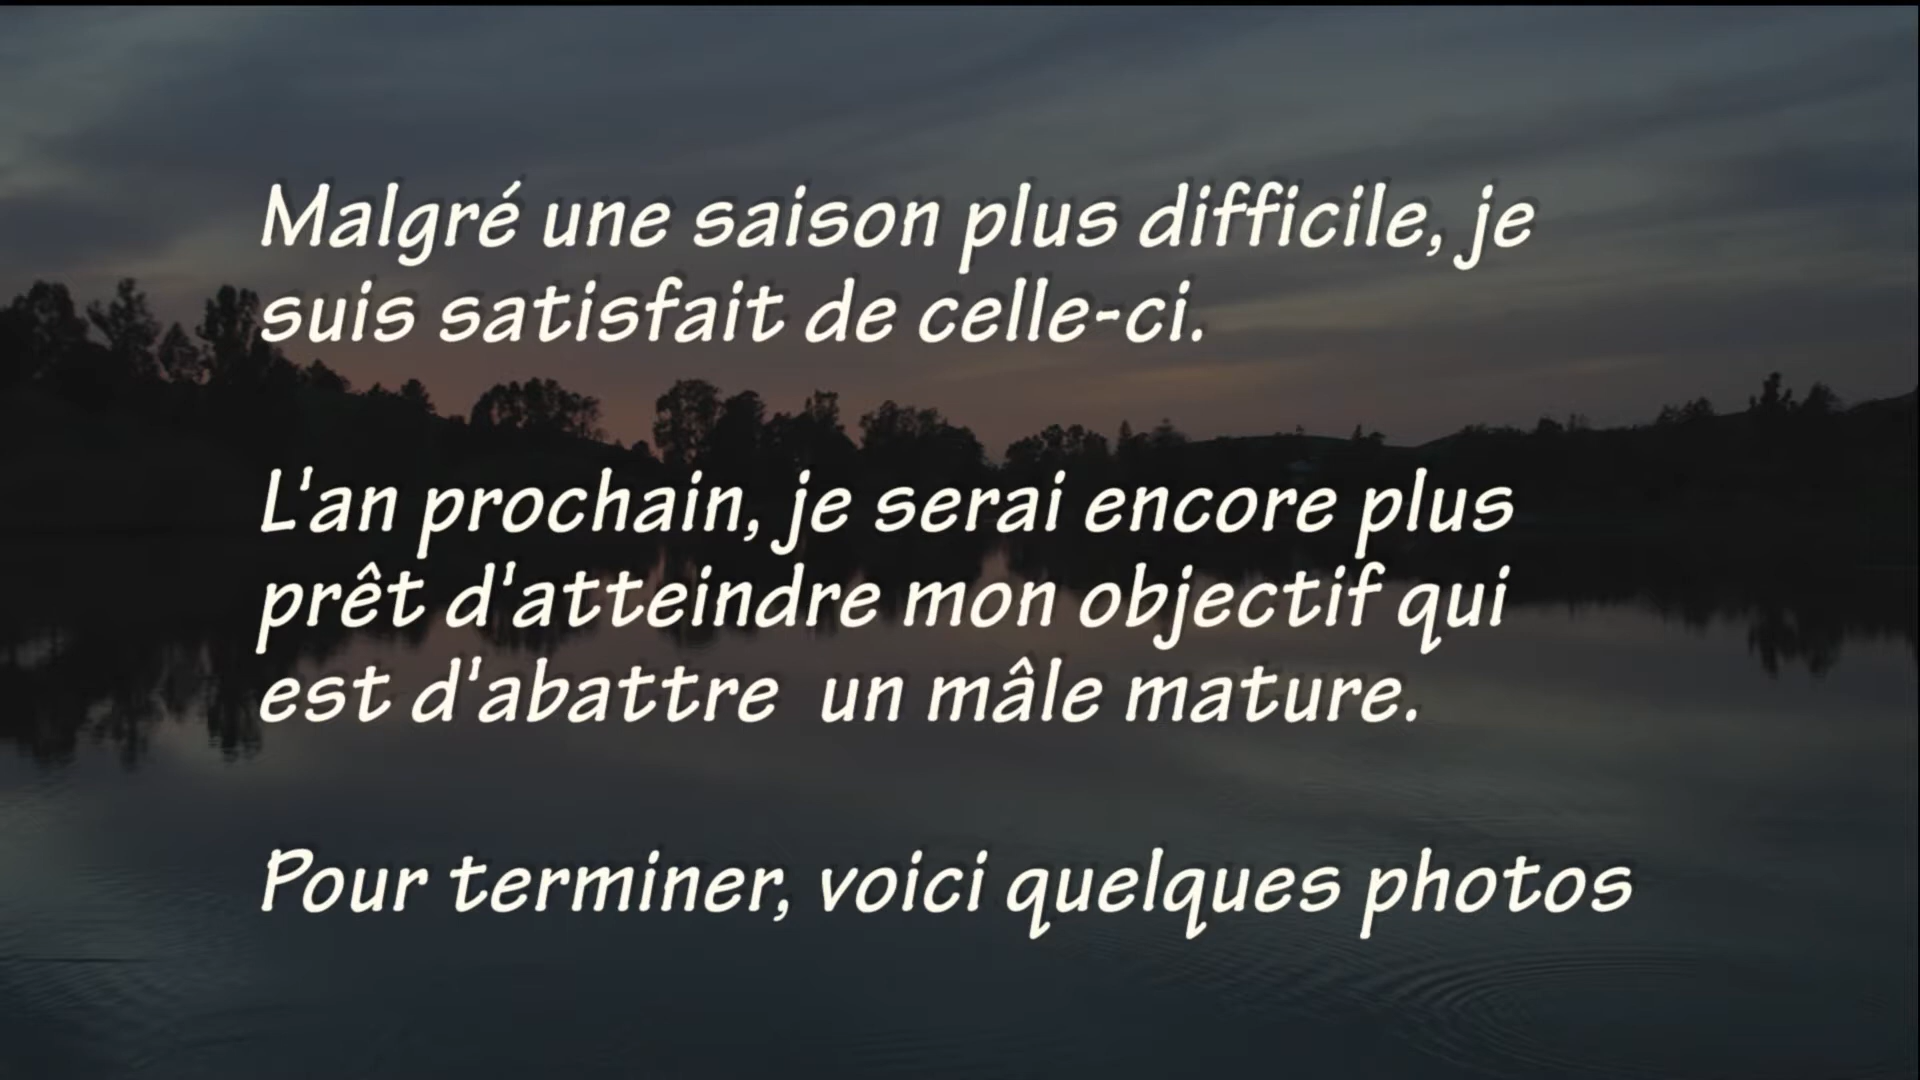 Malgré une saison plus difficile, je
suis satisfait de celle-ci.
L'an prochain, je serai encore plus
prêt d'atteindre mon objectif qui
est d'abattre  un mâle mature.
Pour terminer, voici quelques photos